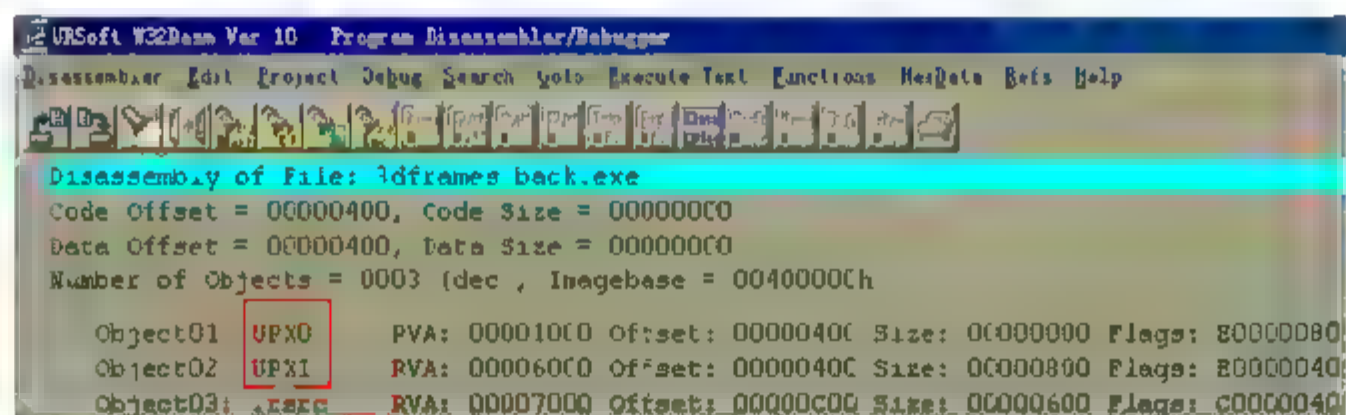 URSoft W32Dasm Ver 10 Program Disassembler/Debugger
Disassembler Edit Project Debug Search Goto Execute Text Functions HexData Refs Help
Disassembly of File: 3dframes back.exe
Code Offset = 00000400, Code Size = 00000000
Data Offset = 00000400, Data Size = 00000000
Number of Objects = 0003 (dec , Imagebase = 00400000h
Object01 UPX0 RVA: 00001000 Offset: 00000400 Size: 00000000 Flags: E0000080
Object02 UPX1 RVA: 00006000 Offset: 00000400 Size: 00000800 Flags: E0000040
Object03: .rsrc RVA: 00007000 Offset: 00000C00 Size: 00000600 Flags: C0000040